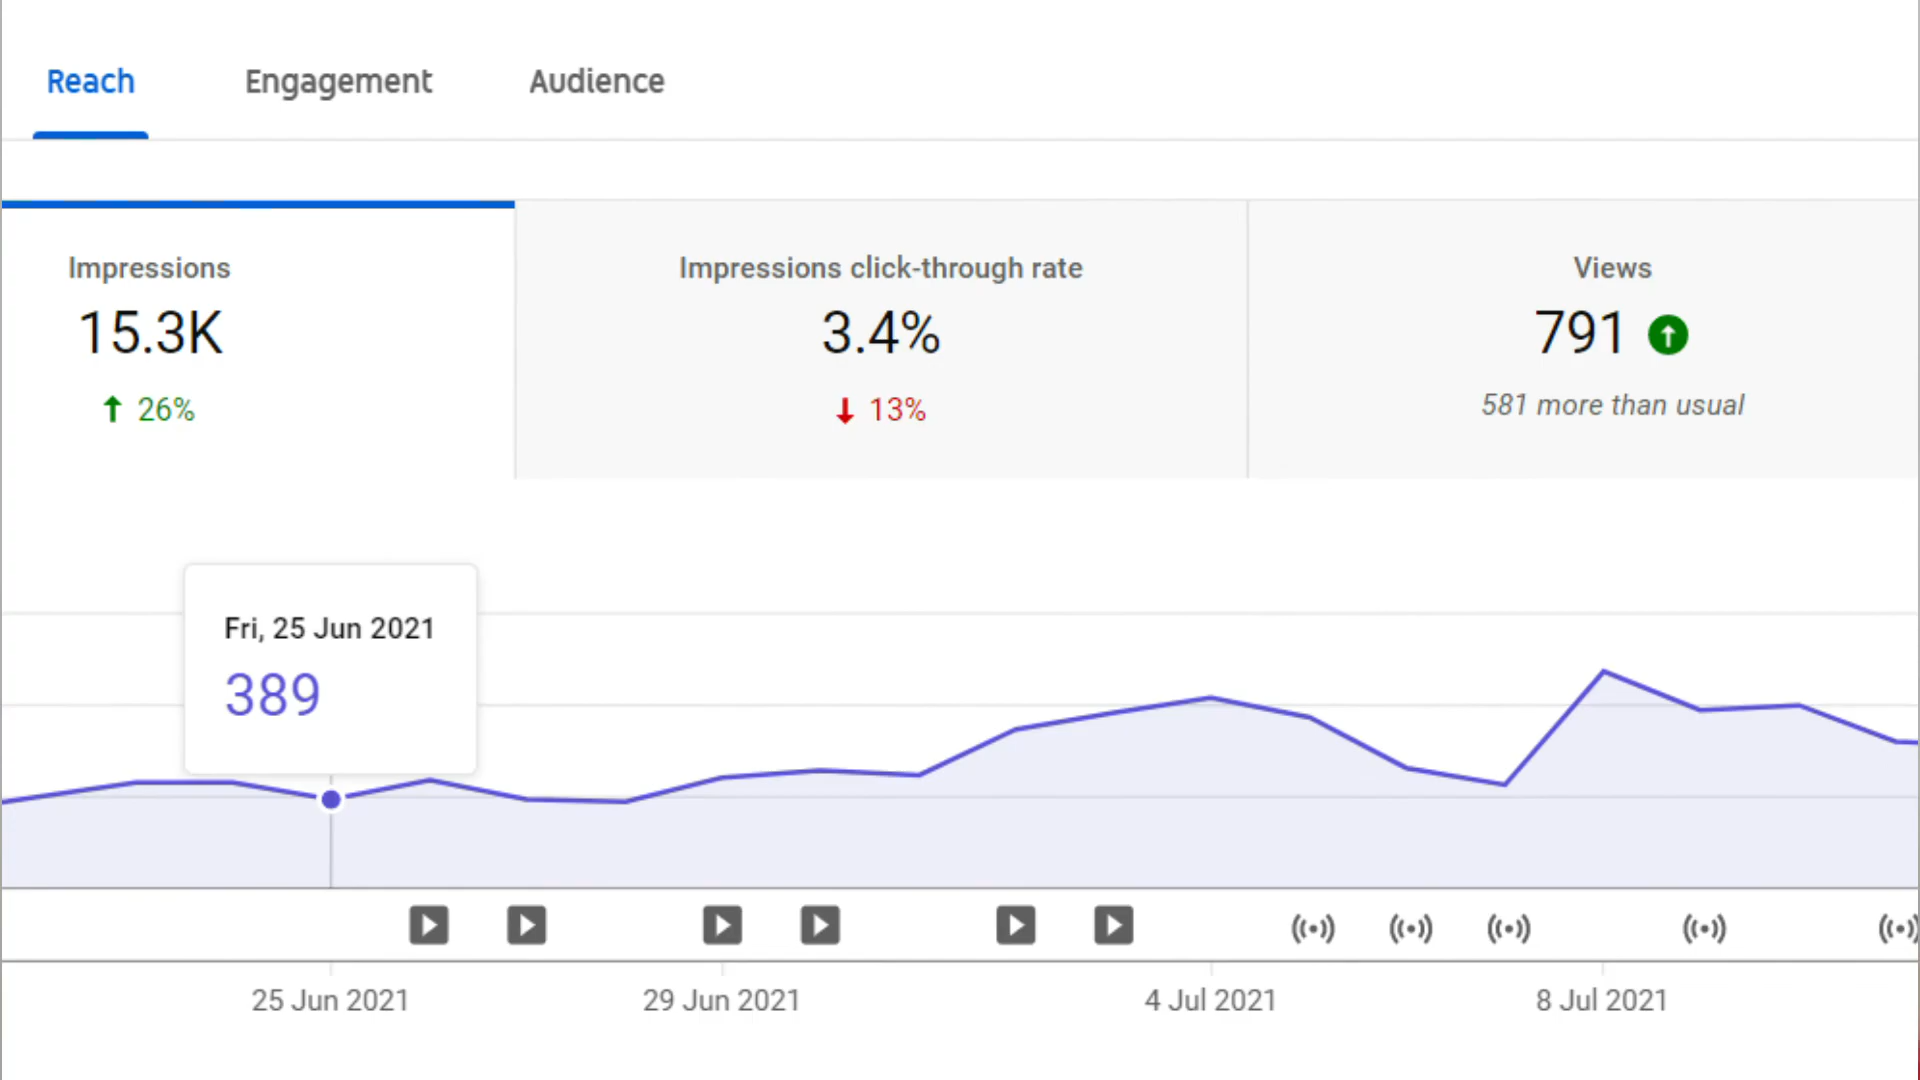 Reach Engagement Audience
Impressions
15.3K
26%
Impressions click-through rate
3.4%
13%
Views
791
581 more than usual
Fri, 25 Jun 2021
389
25 Jun 2021 29 Jun 2021 4 Jul 2021 8 Jul 2021